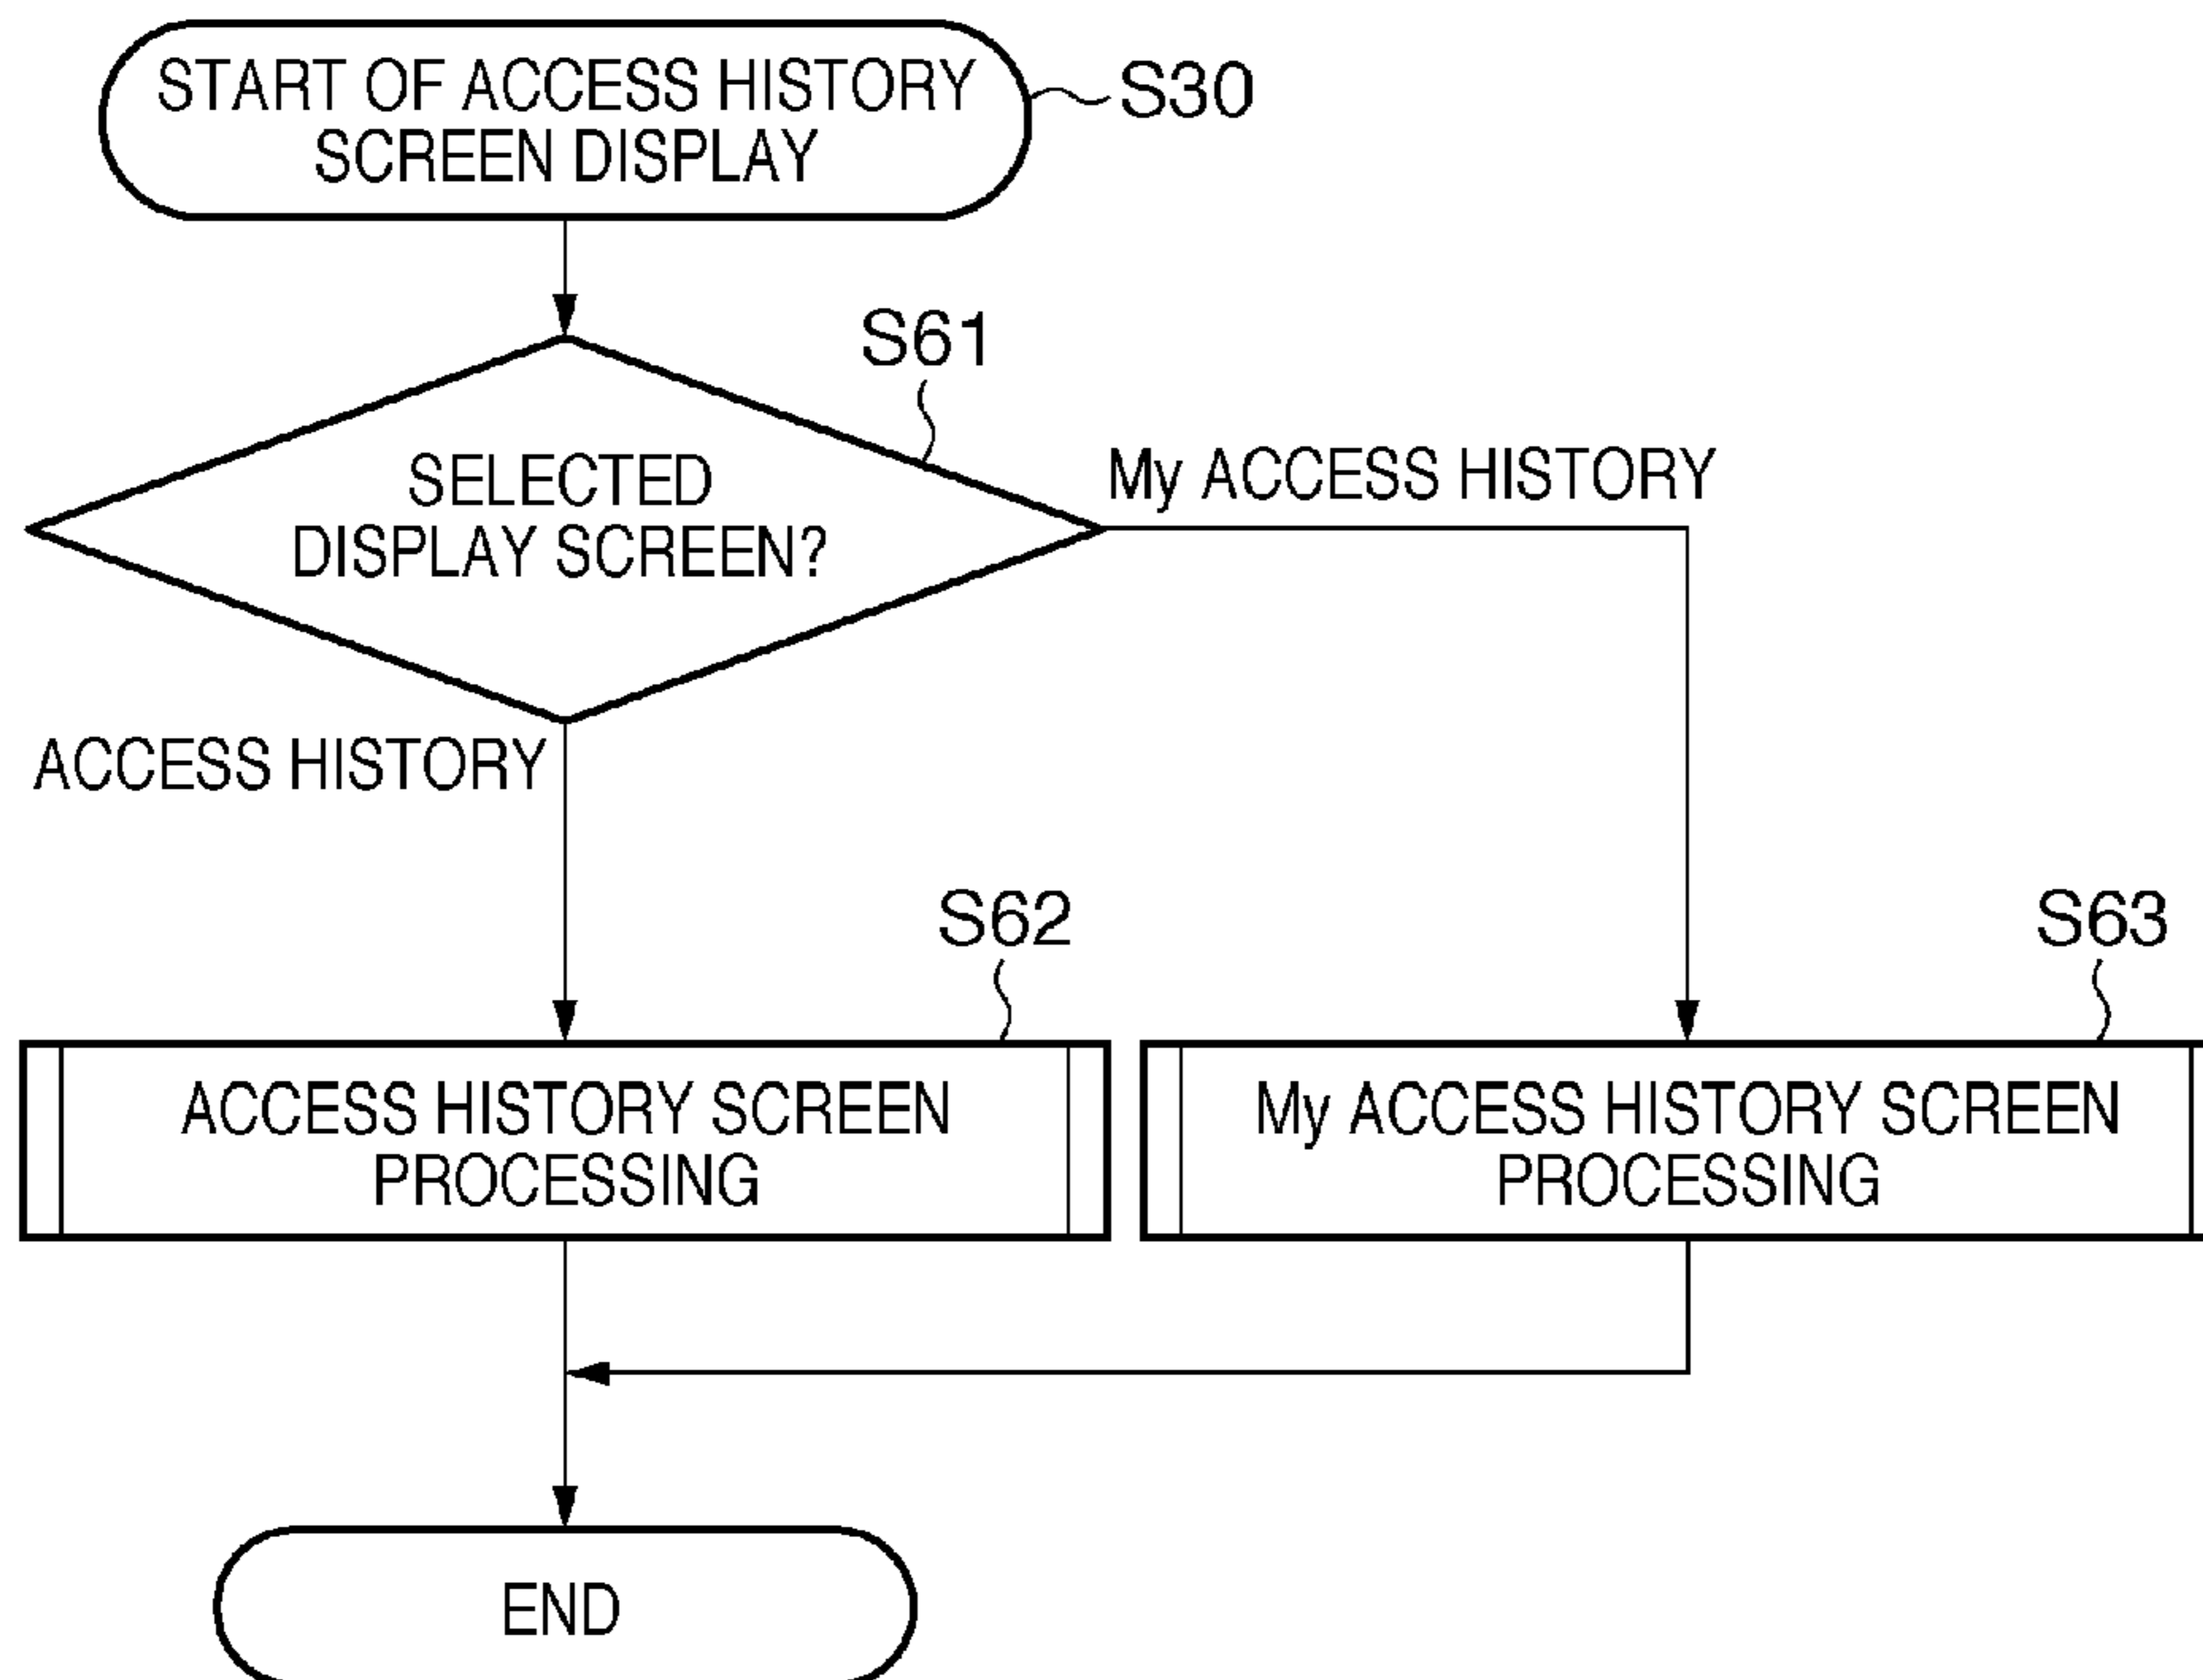 START OF ACCESS HISTORY
SCREEN DISPLAY
S30
S61
SELECTED
DISPLAY SCREEN?
My ACCESS HISTORY
ACCESS HISTORY
S62
S63
ACCESS HISTORY SCREEN
PROCESSING
My ACCESS HISTORY SCREEN
PROCESSING
END